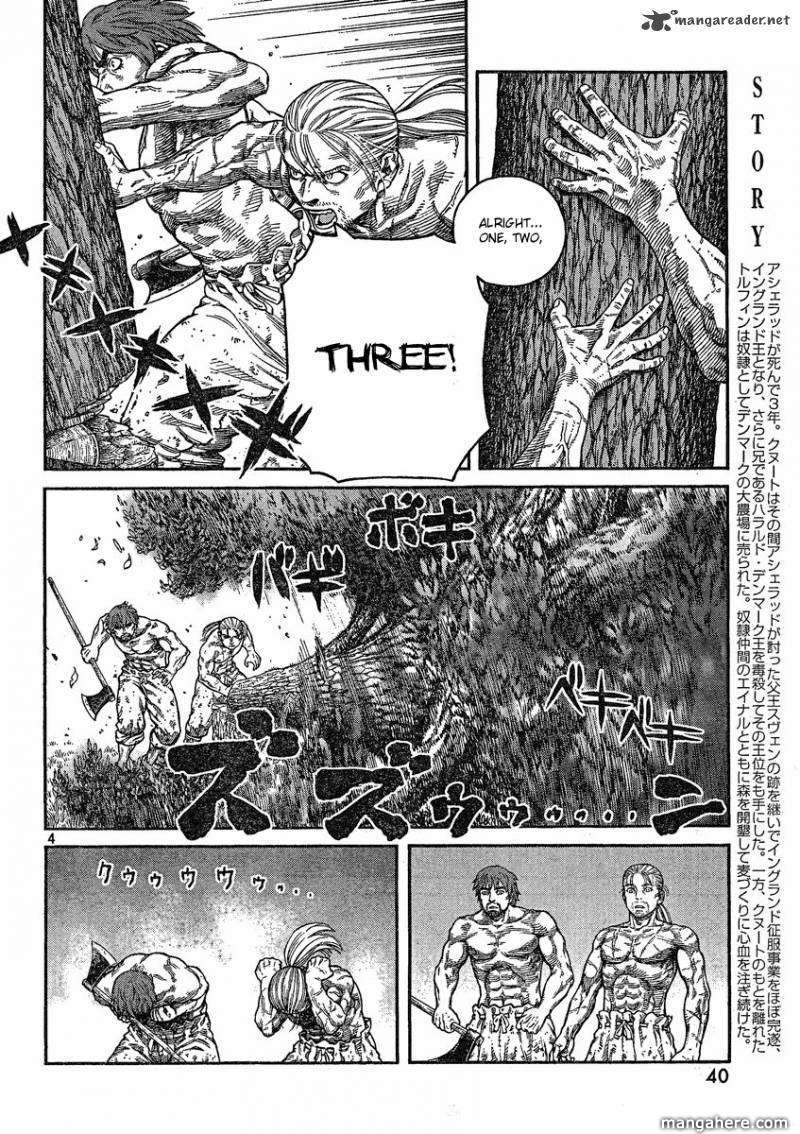 mangareader.net
STORY
アシェラッドが死んで3年。クヌートはその間アシェラッドが討った父王スヴェンの跡を継いでイングランド征服事業をほぼ完遂、
イングランド王となり、さらに兄であるハラルド・デンマーク王を毒殺してその王位をも手にした。一方、クヌートのもとを離れた
トルフィンは奴隷としてデンマークの大農場に売られた。奴隷仲間のエイナルとともに森を開墾して麦づくりに心血を注ぎ続けた。
ALRIGHT...
ONE, TWO,
THREE!
ボキ
バギ
ベキベキ
ズズゥゥゥ....ン
4
クゥゥウウゥ...
40
mangahere.com